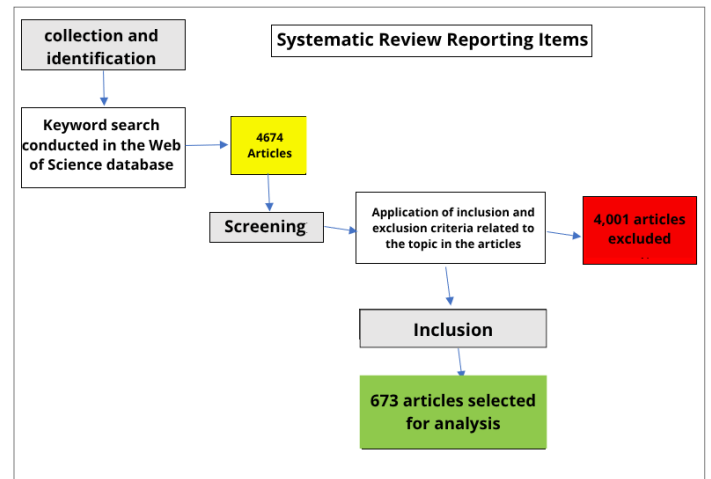 collection and
identification
Systematic Review Reporting Items
Keyword search
conducted in the Web
of Science database
4674
Articles
Screening
Application of inclusion and
exclusion criteria related to
the topic in the articles
4,001 articles
excluded
Inclusion
673 articles selected
for analysis